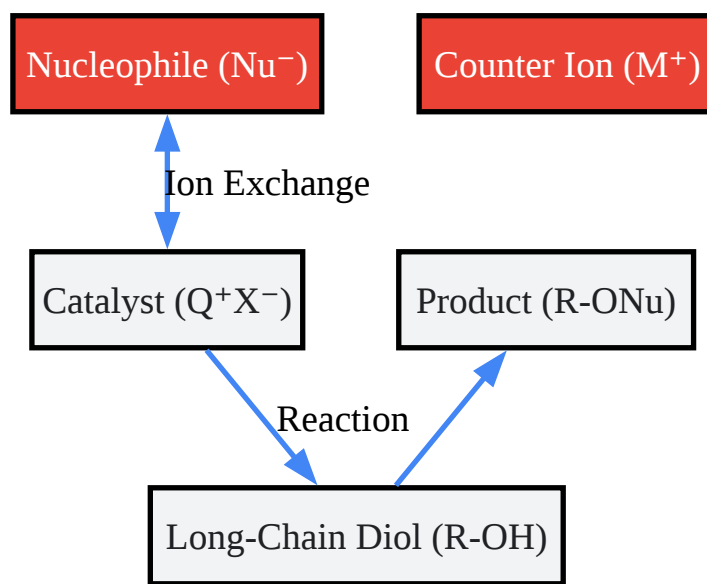 Nucleophile (Nu⁻)
Counter Ion (M⁺)
Ion Exchange
Catalyst (Q⁺X⁻)
Product (R-ONu)
Reaction
Long-Chain Diol (R-OH)